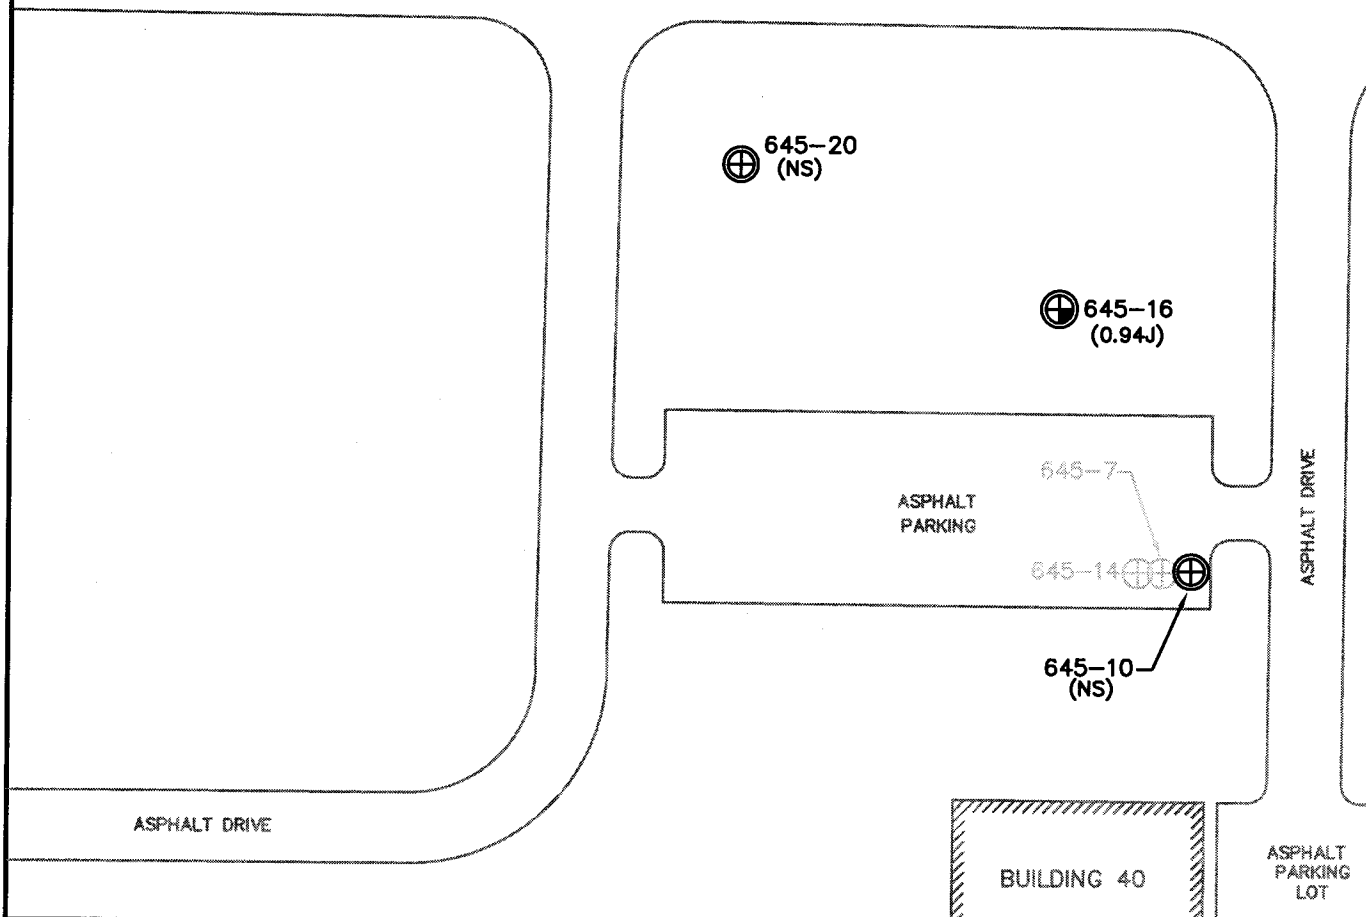 645-20
(NS)
645-16
(0.94J)
645-7
ASPHALT
PARKING
ASPHALT DRIVE
645-14
645-10
(NS)
ASPHALT DRIVE
BUILDING 40
ASPHALT
PARKING
LOT